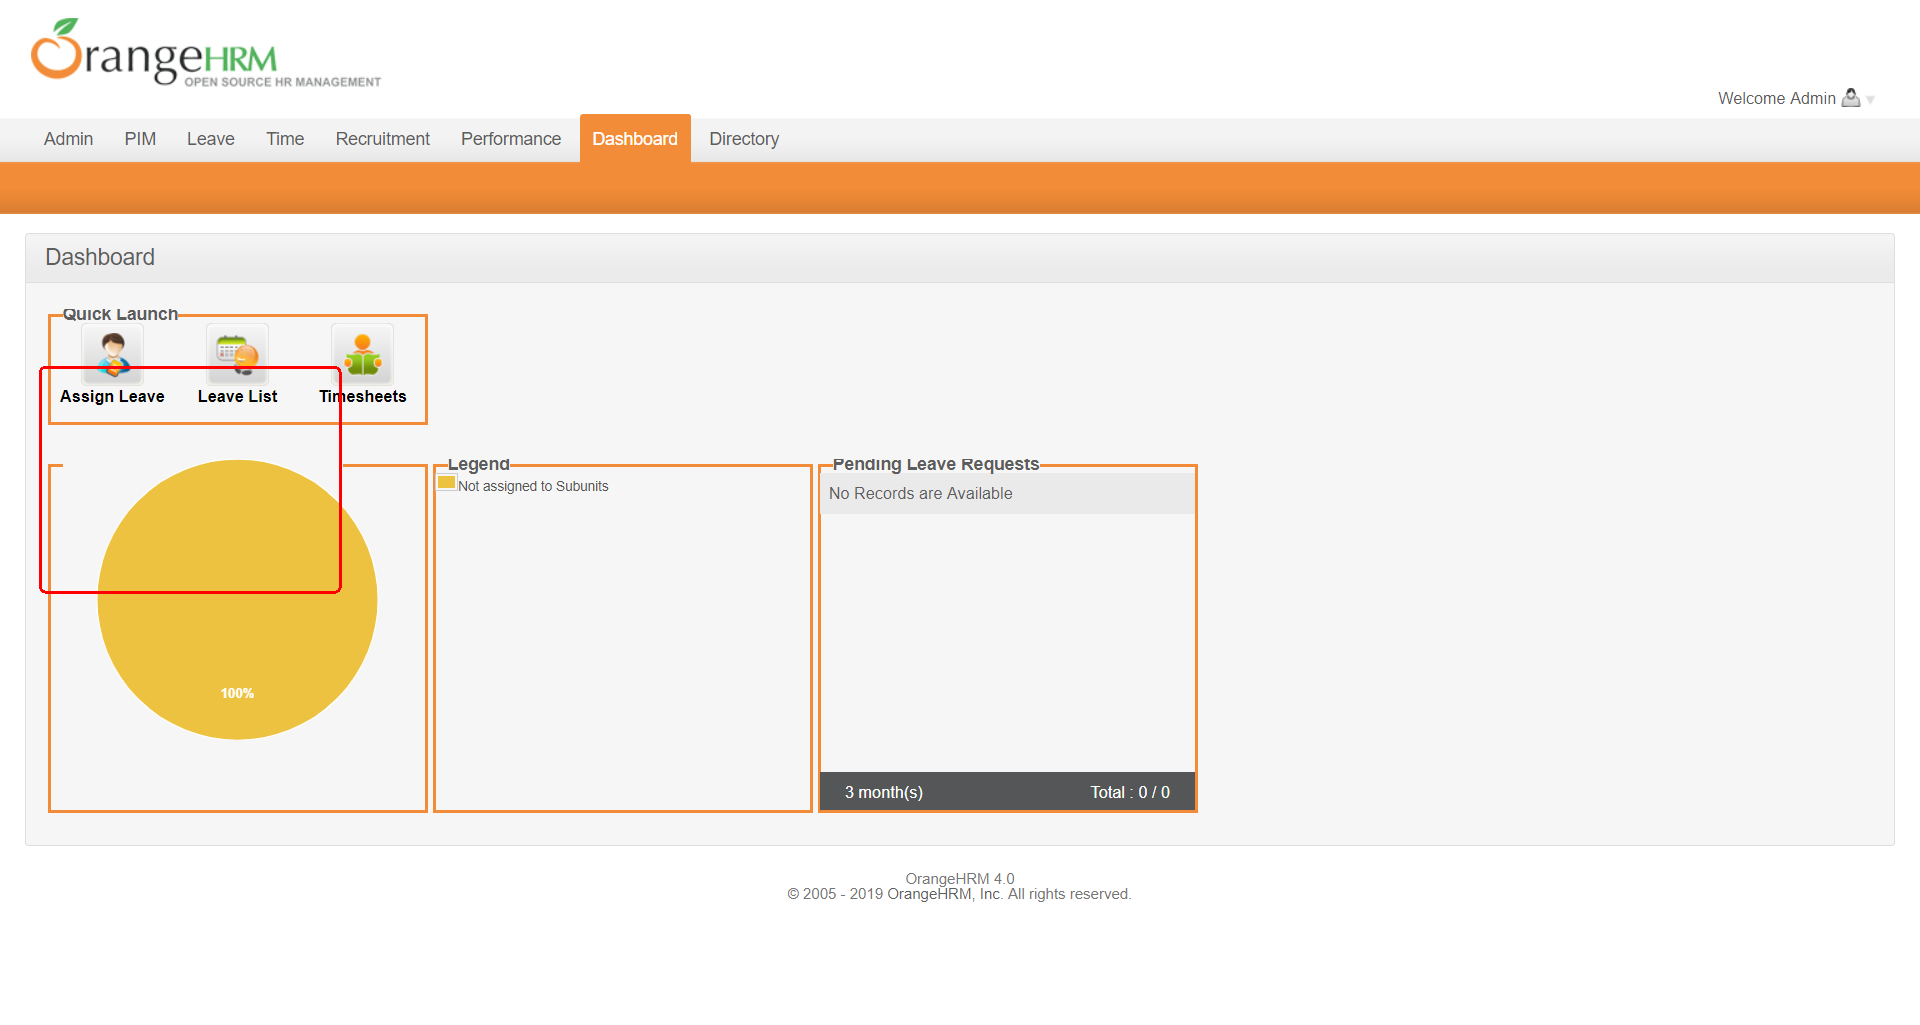 OrangeHRM
OPEN SOURCE HR MANAGEMENT
Welcome Admin
Admin PIM Leave Time Recruitment Performance Dashboard Directory
Dashboard
Quick Launch
Assign Leave Leave List Timesheets
Legend
Not assigned to Subunits
100%
Pending Leave Requests
No Records are Available
3 month(s) Total : 0 / 0
OrangeHRM 4.0
© 2005 - 2019 OrangeHRM, Inc. All rights reserved.